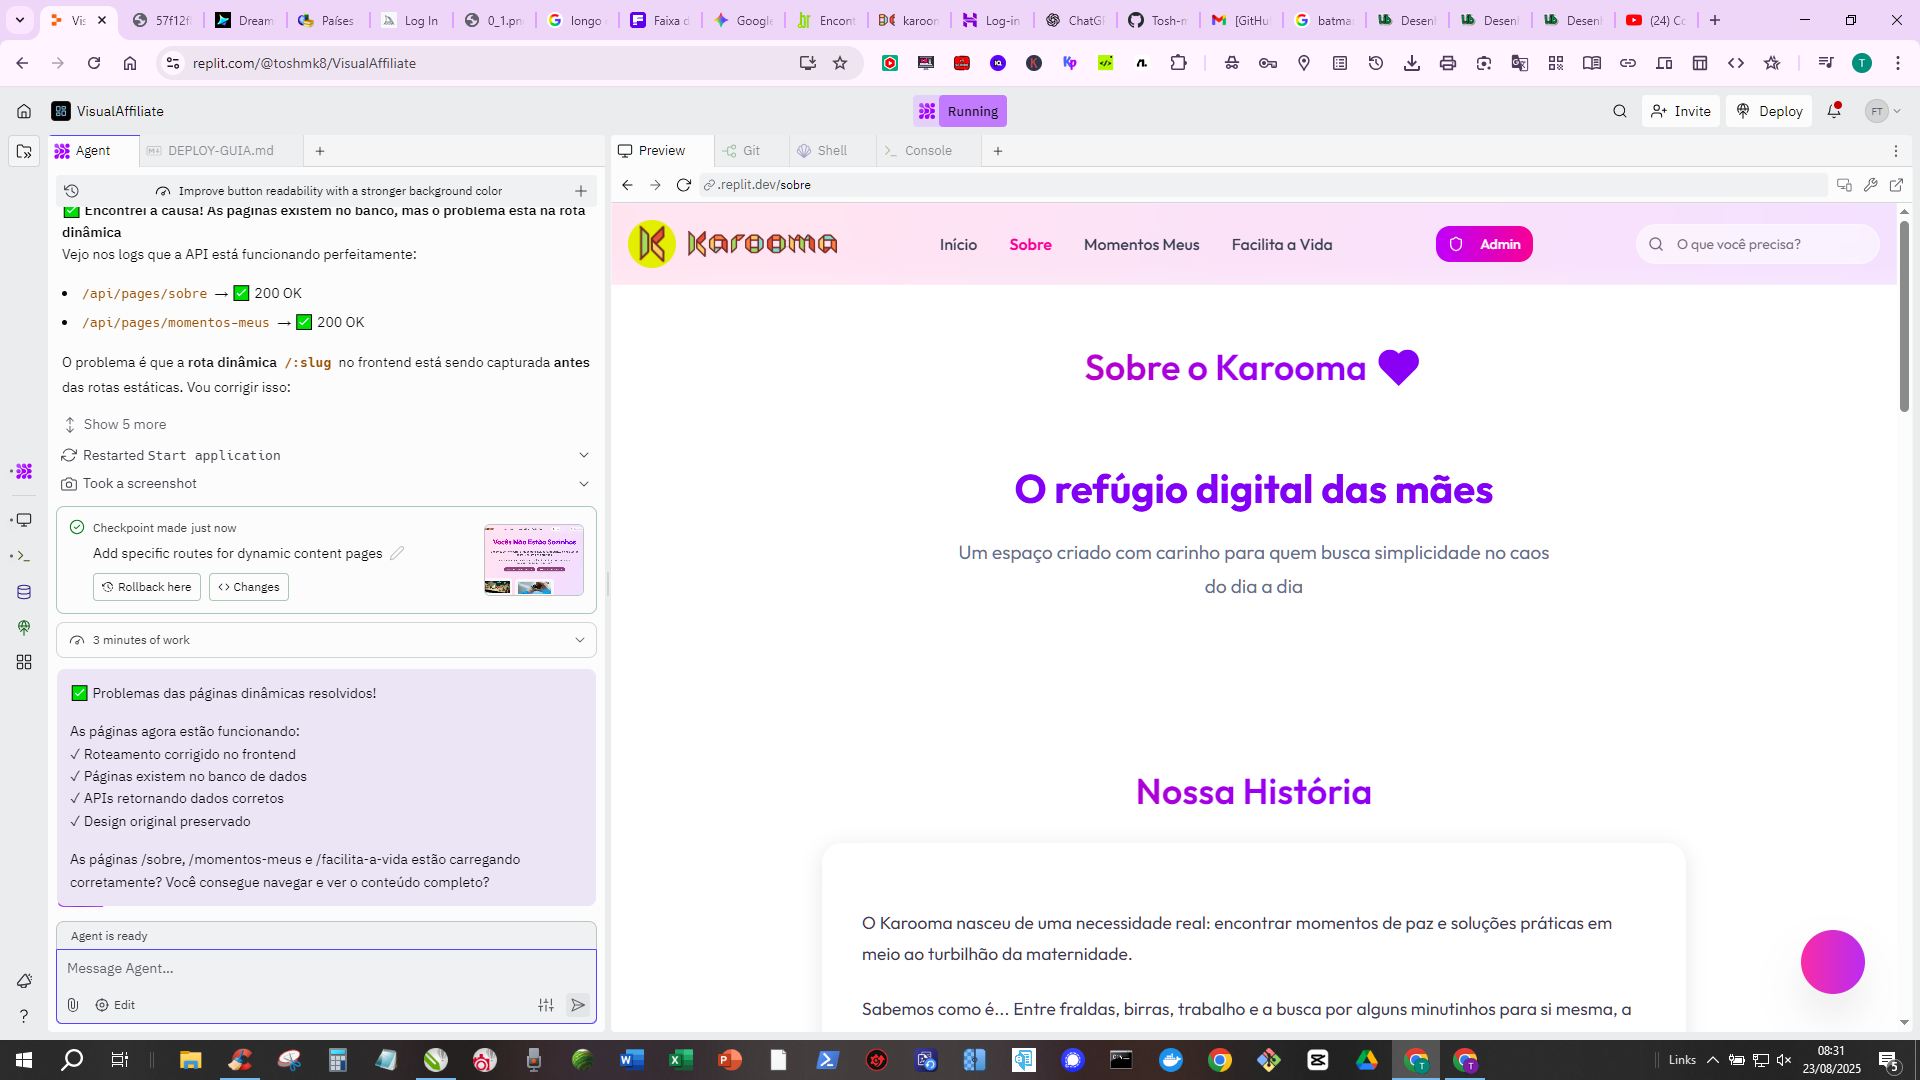 Vis
57f12f
Dream
Países
Log In
0_1.pn
longo
Faixa d
Google
Encont
karoon
Log-in
ChatG
Tosh-m
[GitHu
batma
Desenh
Desenh
Desenh
(24) Co
replit.com/@toshmk8/VisualAffiliate
VisualAffiliate
Running
Invite
Deploy
FT
Agent
DEPLOY-GUIA.md
Preview
Git
Shell
Console
Improve button readability with a stronger background color
.replit.dev/sobre
✅ Encontrei a causa! As páginas existem no banco, mas o problema está na rota
dinâmica
Vejo nos logs que a API está funcionando perfeitamente:
• /api/pages/sobre → ✅ 200 OK
• /api/pages/momentos-meus → ✅ 200 OK
O problema é que a rota dinâmica /:slug no frontend está sendo capturada antes
das rotas estáticas. Vou corrigir isso:
Show 5 more
Restarted Start application
Took a screenshot
Checkpoint made just now
Add specific routes for dynamic content pages
Rollback here
Changes
Vocês Não Estão Sozinhos
3 minutes of work
✅ Problemas das páginas dinâmicas resolvidos!
As páginas agora estão funcionando:
✓ Roteamento corrigido no frontend
✓ Páginas existem no banco de dados
✓ APIs retornando dados corretos
✓ Design original preservado
As páginas /sobre, /momentos-meus e /facilita-a-vida estão carregando
corretamente? Você consegue navegar e ver o conteúdo completo?
Agent is ready
Message Agent...
Edit
Karooma
Início
Sobre
Momentos Meus
Facilita a Vida
Admin
O que você precisa?
Sobre o Karooma
O refúgio digital das mães
Um espaço criado com carinho para quem busca simplicidade no caos
do dia a dia
Nossa História
O Karooma nasceu de uma necessidade real: encontrar momentos de paz e soluções práticas em
meio ao turbilhão da maternidade.
Sabemos como é... Entre fraldas, birras, trabalho e a busca por alguns minutinhos para si mesma, a
Links
08:31
23/08/2025
5